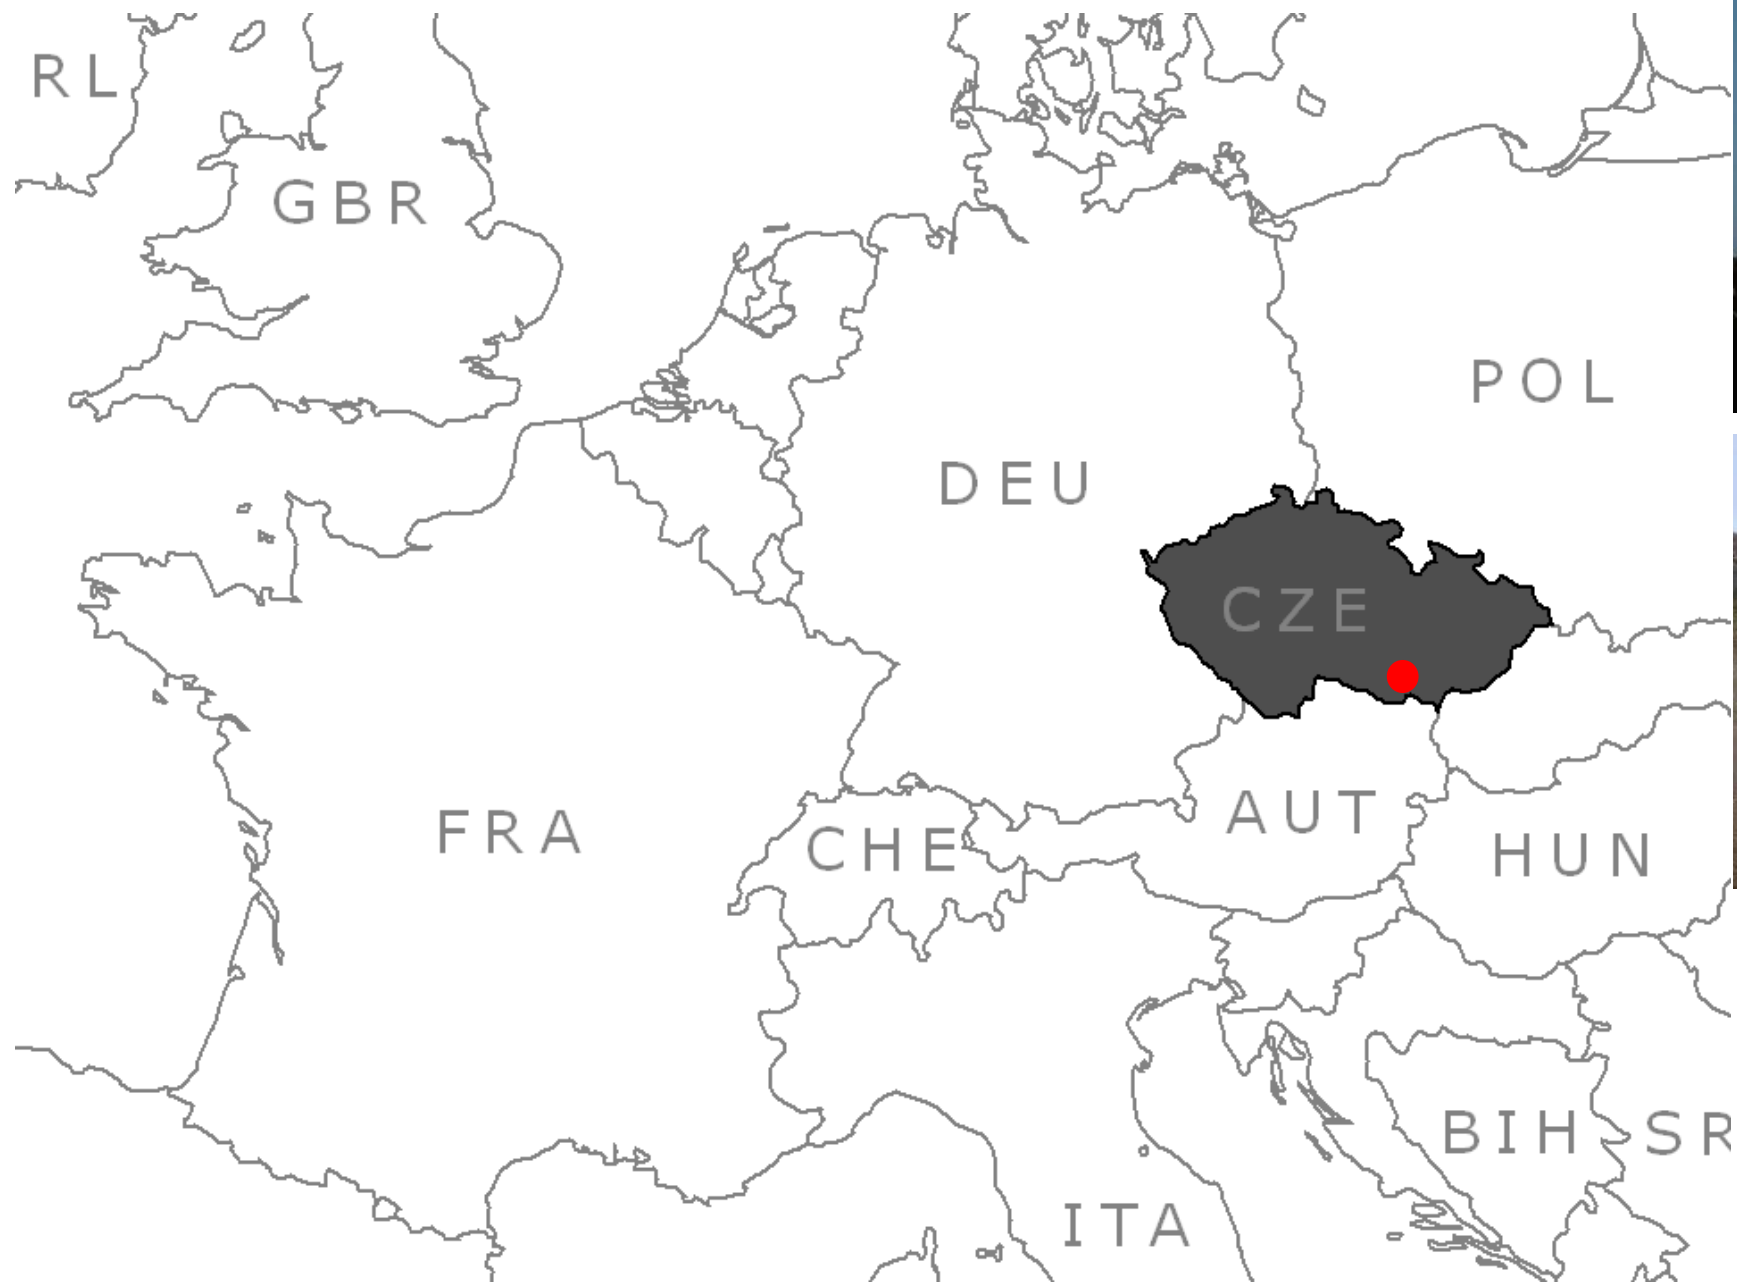 RL
GBR
POL
DEU
CZE
AUT
FRA
CHE
HUN
BIH
SR
ITA